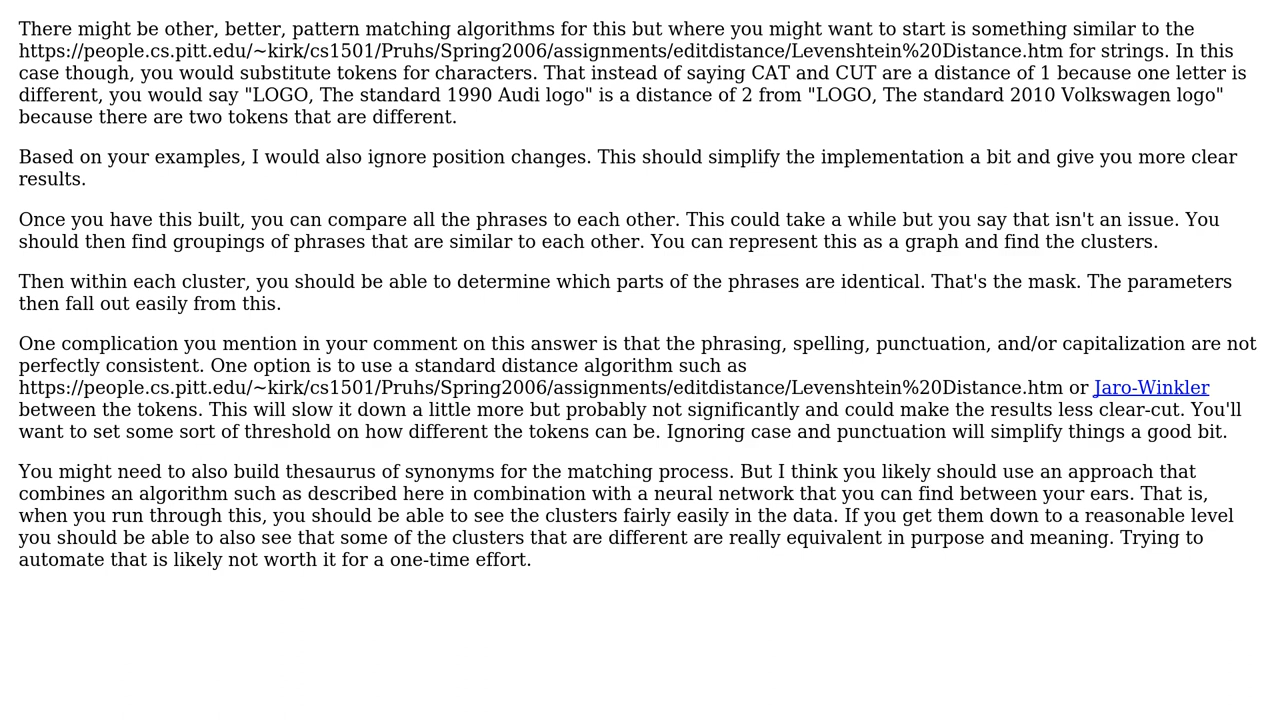 There might be other, better, pattern matching algorithms for this but where you might want to start is something similar to the
https://people.cs.pitt.edu/~kirk/cs1501/Pruhs/Spring2006/assignments/editdistance/Levenshtein%20Distance.htm for strings. In this
case though, you would substitute tokens for characters. That instead of saying CAT and CUT are a distance of 1 because one letter is
different, you would say "LOGO, The standard 1990 Audi logo" is a distance of 2 from "LOGO, The standard 2010 Volkswagen logo"
because there are two tokens that are different.
Based on your examples, I would also ignore position changes. This should simplify the implementation a bit and give you more clear
results.
Once you have this built, you can compare all the phrases to each other. This could take a while but you say that isn't an issue. You
should then find groupings of phrases that are similar to each other. You can represent this as a graph and find the clusters.
Then within each cluster, you should be able to determine which parts of the phrases are identical. That's the mask. The parameters
then fall out easily from this.
One complication you mention in your comment on this answer is that the phrasing, spelling, punctuation, and/or capitalization are not
perfectly consistent. One option is to use a standard distance algorithm such as
https://people.cs.pitt.edu/~kirk/cs1501/Pruhs/Spring2006/assignments/editdistance/Levenshtein%20Distance.htm or Jaro-Winkler
between the tokens. This will slow it down a little more but probably not significantly and could make the results less clear-cut. You'll
want to set some sort of threshold on how different the tokens can be. Ignoring case and punctuation will simplify things a good bit.
You might need to also build thesaurus of synonyms for the matching process. But I think you likely should use an approach that
combines an algorithm such as described here in combination with a neural network that you can find between your ears. That is,
when you run through this, you should be able to see the clusters fairly easily in the data. If you get them down to a reasonable level
you should be able to also see that some of the clusters that are different are really equivalent in purpose and meaning. Trying to
automate that is likely not worth it for a one-time effort.